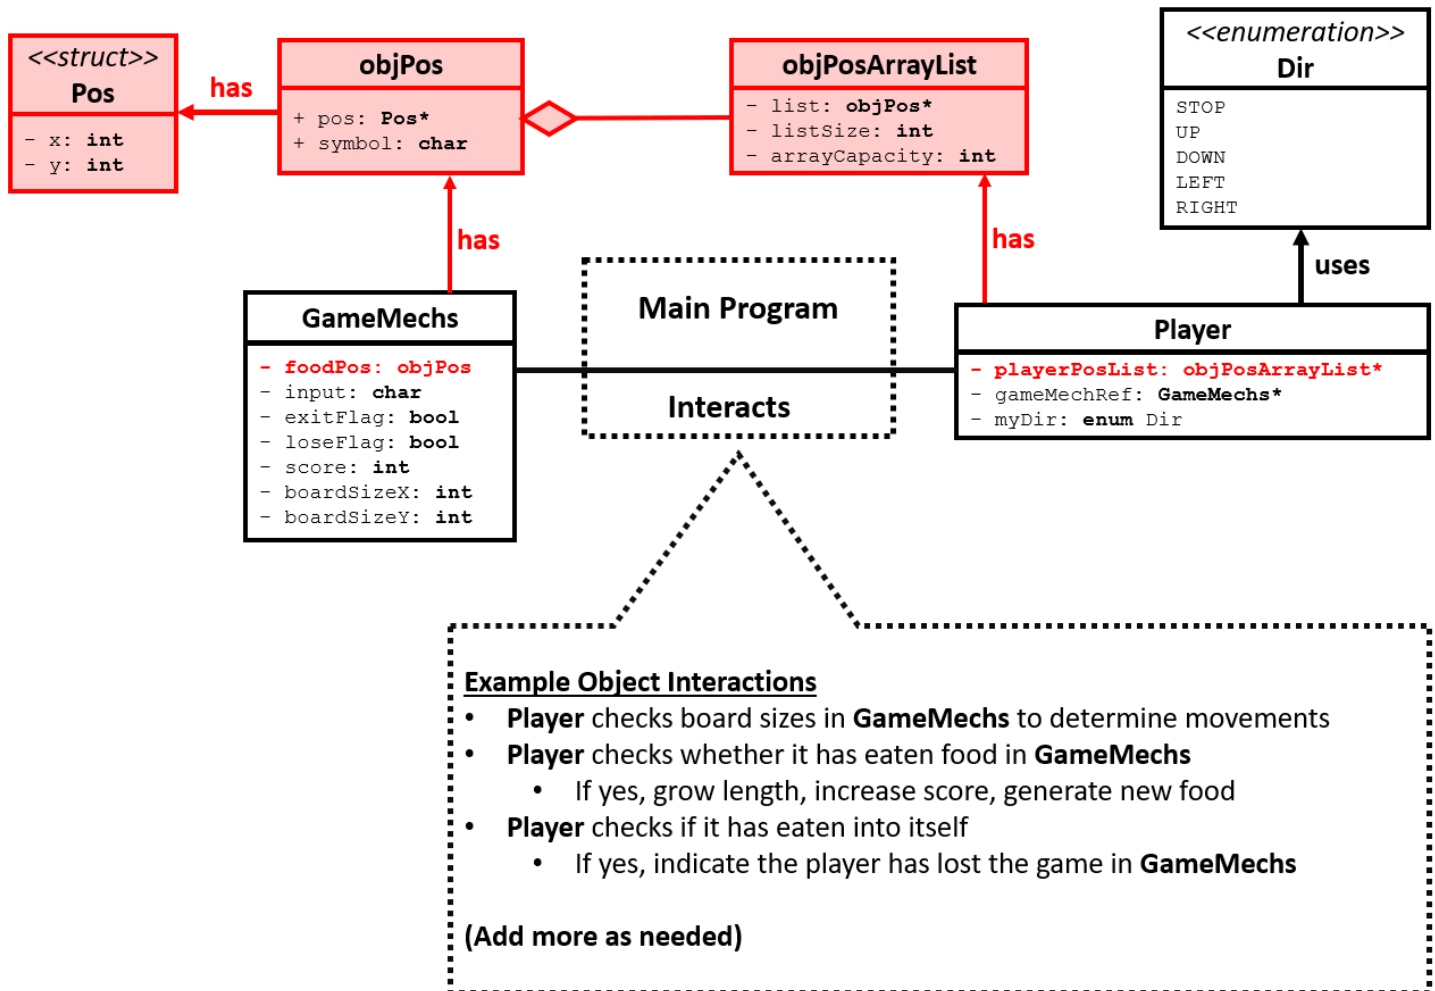 <<struct>>
Pos
- x: int
- y: int
has
objPos
+ pos: Pos*
+ symbol: char
objPosArrayList
- list: objPos*
- listSize: int
- arrayCapacity: int
<<enumeration>>
Dir
STOP
UP
DOWN
LEFT
RIGHT
has
has
uses
GameMechs
- foodPos: objPos
- input: char
- exitFlag: bool
- loseFlag: bool
- score: int
- boardSizeX: int
- boardSizeY: int
Main Program
Interacts
Player
- playerPosList: objPosArrayList*
- gameMechRef: GameMechs*
- myDir: enum Dir
Example Object Interactions
• Player checks board sizes in GameMechs to determine movements
• Player checks whether it has eaten food in GameMechs
• If yes, grow length, increase score, generate new food
• Player checks if it has eaten into itself
• If yes, indicate the player has lost the game in GameMechs
(Add more as needed)